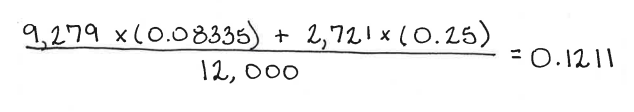 9,279 x (0.08335) + 2,721 x (0.25)
12,000
= 0.1211